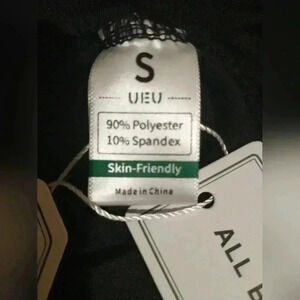 S
UEU
90% Polyester
10% Spandex
Skin-Friendly
Made in China
ALL